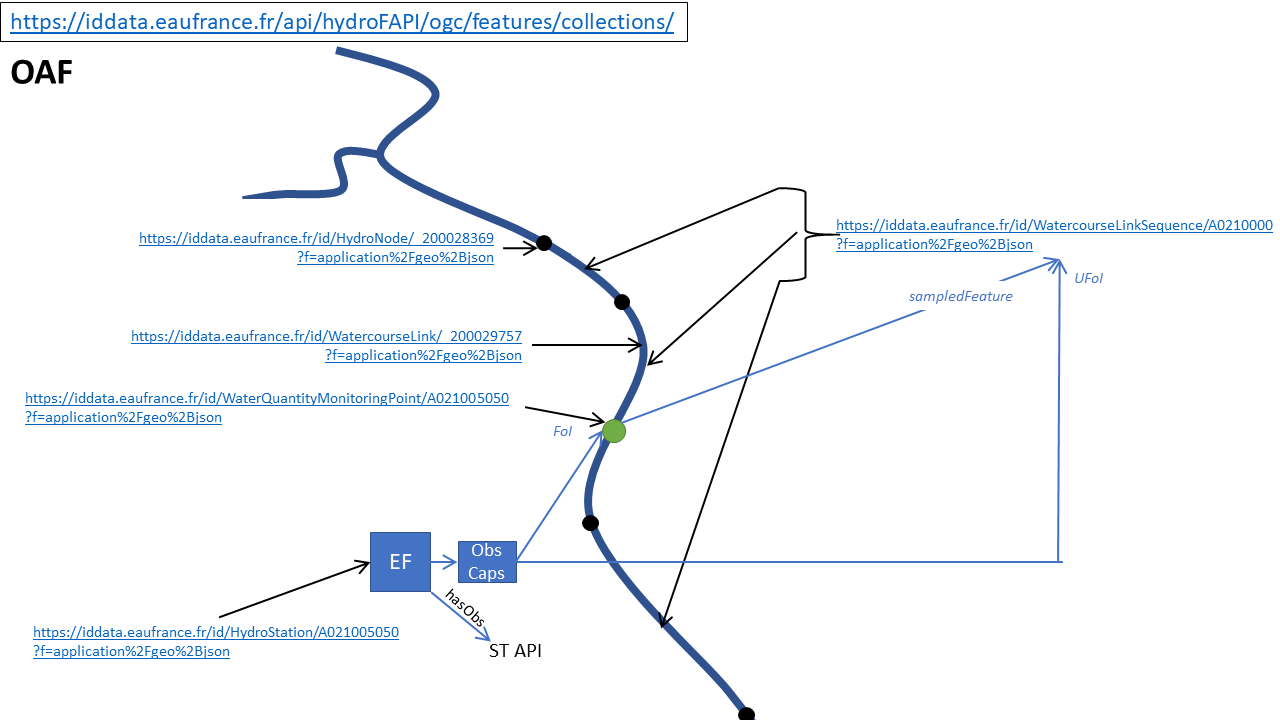 https://iddata.eaufrance.fr/api/hydroFAPI/ogc/features/collections/
OAF
https://iddata.eaufrance.fr/id/HydroNode/_200028369
?f=application%2Fgeo%2Bjson
https://iddata.eaufrance.fr/id/WatercourseLinkSequence/A0210000
?f=application%2Fgeo%2Bjson
UFoI
sampledFeature
https://iddata.eaufrance.fr/id/WatercourseLink/_200029757
?f=application%2Fgeo%2Bjson
https://iddata.eaufrance.fr/id/WaterQuantityMonitoringPoint/A021005050
?f=application%2Fgeo%2Bjson
FoI
EF
Obs
Caps
hasObs
https://iddata.eaufrance.fr/id/HydroStation/A021005050
?f=application%2Fgeo%2Bjson
ST API